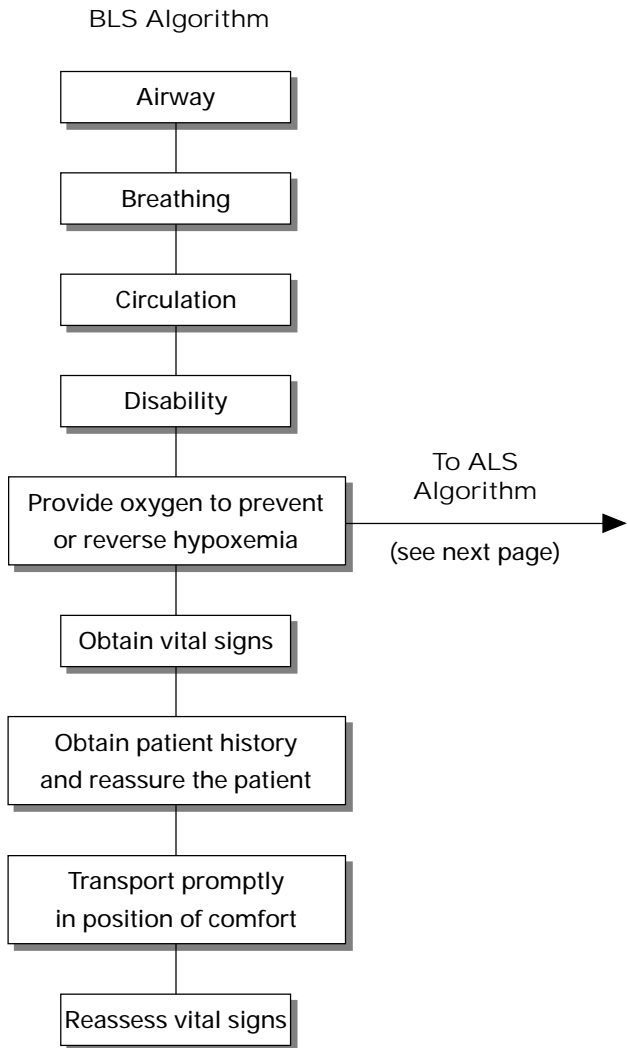 BLS Algorithm
Airway
Breathing
Circulation
Disability
Provide oxygen to prevent
or reverse hypoxemia
To ALS
Algorithm
(see next page)
Obtain vital signs
Obtain patient history
and reassure the patient
Transport promptly
in position of comfort
Reassess vital signs